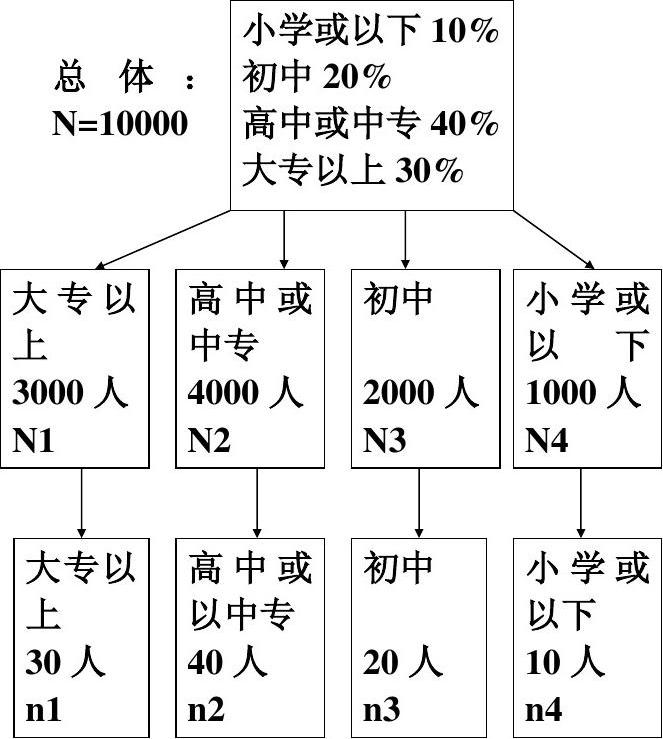 总体：
N=10000
小学或以下 10%
初中 20%
高中或中专 40%
大专以上 30%
大专以
上
3000 人
N1
高中或
中专
4000 人
N2
初中
2000 人
N3
小学或
以下
1000 人
N4
大专以
上
30 人
n1
高中或
以中专
40 人
n2
初中
20 人
n3
小学或
以下
10 人
n4